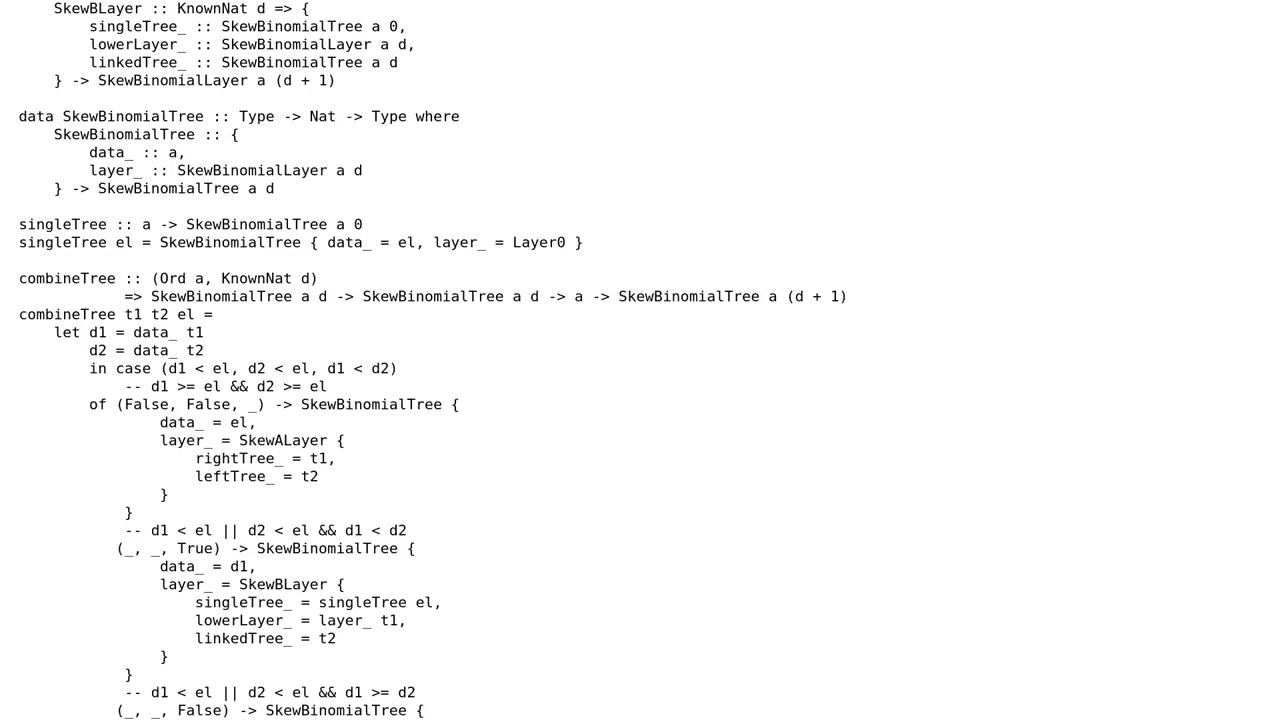 SkewBLayer :: KnownNat d => {
        singleTree_ :: SkewBinomialTree a 0,
        lowerLayer_ :: SkewBinomialLayer a d,
        linkedTree_ :: SkewBinomialTree a d
    } -> SkewBinomialLayer a (d + 1)

data SkewBinomialTree :: Type -> Nat -> Type where
    SkewBinomialTree :: {
        data_ :: a,
        layer_ :: SkewBinomialLayer a d
    } -> SkewBinomialTree a d

singleTree :: a -> SkewBinomialTree a 0
singleTree el = SkewBinomialTree { data_ = el, layer_ = Layer0 }

combineTree :: (Ord a, KnownNat d)
            => SkewBinomialTree a d -> SkewBinomialTree a d -> a -> SkewBinomialTree a (d + 1)
combineTree t1 t2 el =
    let d1 = data_ t1
        d2 = data_ t2
        in case (d1 < el, d2 < el, d1 < d2)
            -- d1 >= el && d2 >= el
        of (False, False, _) -> SkewBinomialTree {
                data_ = el,
                layer_ = SkewALayer {
                    rightTree_ = t1,
                    leftTree_ = t2
                }
            }
            -- d1 < el || d2 < el && d1 < d2
           (_, _, True) -> SkewBinomialTree {
                data_ = d1,
                layer_ = SkewBLayer {
                    singleTree_ = singleTree el,
                    lowerLayer_ = layer_ t1,
                    linkedTree_ = t2
                }
            }
            -- d1 < el || d2 < el && d1 >= d2
           (_, _, False) -> SkewBinomialTree {